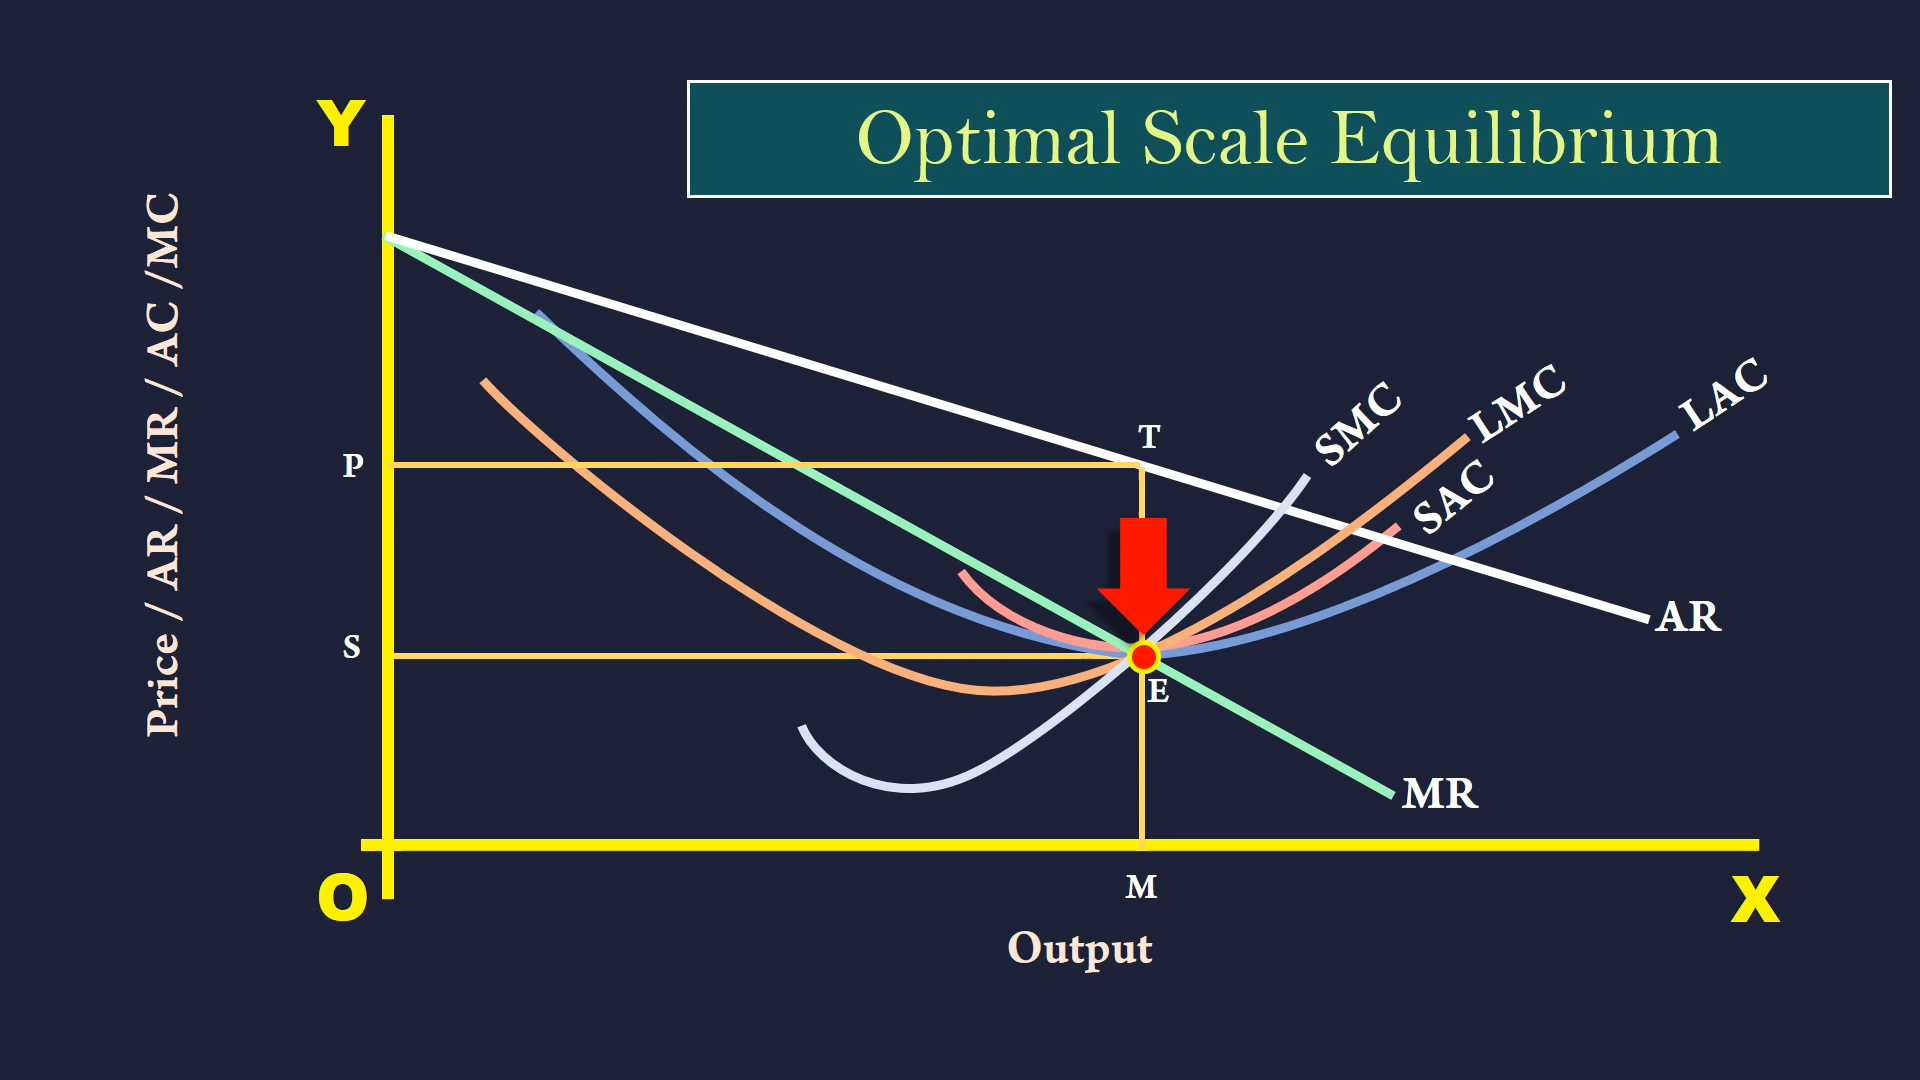 Optimal Scale Equilibrium
Y
Price / AR / MR / AC /MC
P
T
SMC
LMC
LAC
SAC
S
E
AR
MR
O
M
X
Output